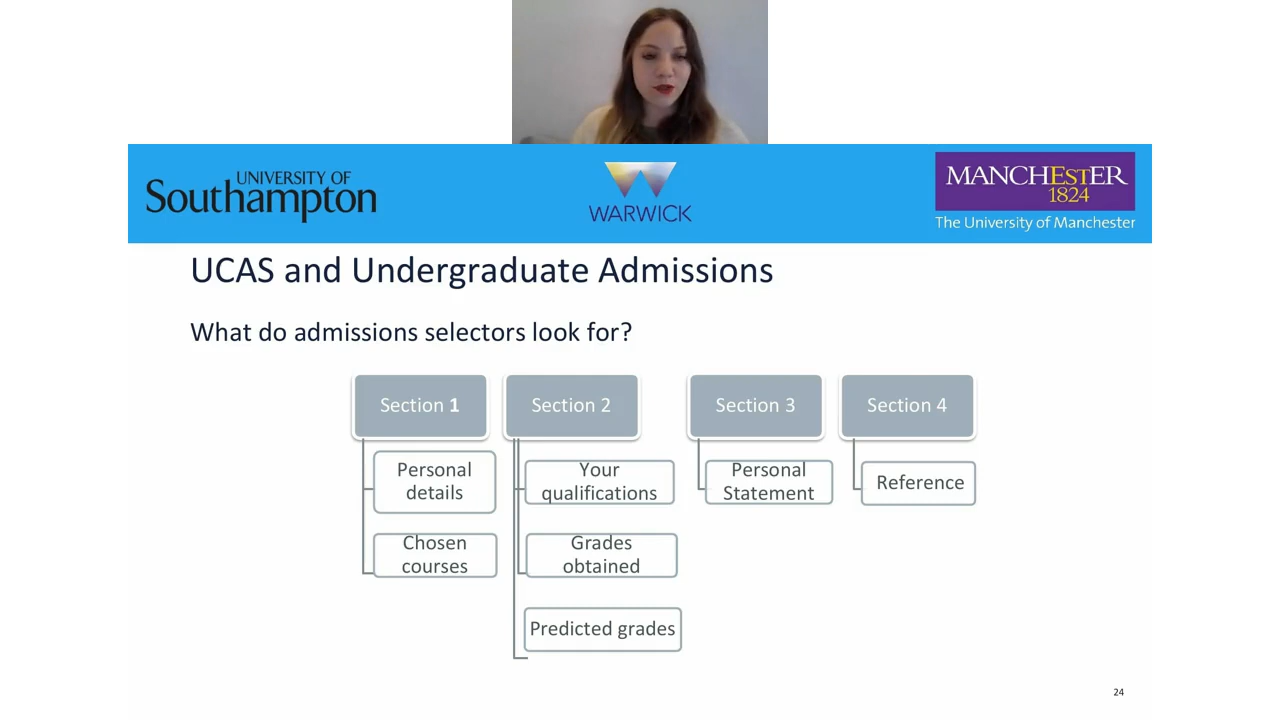 UNIVERSITY OF
Southampton
WARWICK
MANCHESTER
1824
The University of Manchester
UCAS and Undergraduate Admissions
What do admissions selectors look for?
Section 1
Section 2
Section 3
Section 4
Personal
details
Your
qualifications
Personal
Statement
Reference
Chosen
courses
Grades
obtained
Predicted grades
24